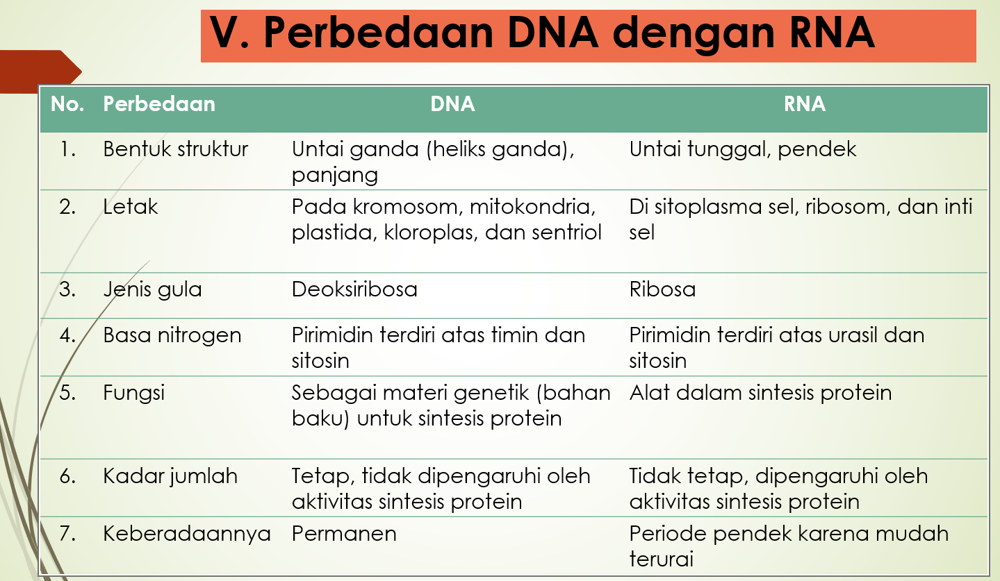 V. Perbedaan DNA dengan RNA
No. Perbedaan DNA RNA
1. Bentuk struktur Untai ganda (heliks ganda), Untai tunggal, pendek
panjang
2. Letak Pada kromosom, mitokondria, Di sitoplasma sel, ribosom, dan inti
plastida, kloroplas, dan sentriol sel
3. Jenis gula Deoksiribosa Ribosa
4. Basa nitrogen Pirimidin terdiri atas timin dan Pirimidin terdiri atas urasil dan
sitosin sitosin
5. Fungsi Sebagai materi genetik (bahan Alat dalam sintesis protein
baku) untuk sintesis protein
6. Kadar jumlah Tetap, tidak dipengaruhi oleh Tidak tetap, dipengaruhi oleh
aktivitas sintesis protein aktivitas sintesis protein
7. Keberadaannya Permanen Periode pendek karena mudah
terurai